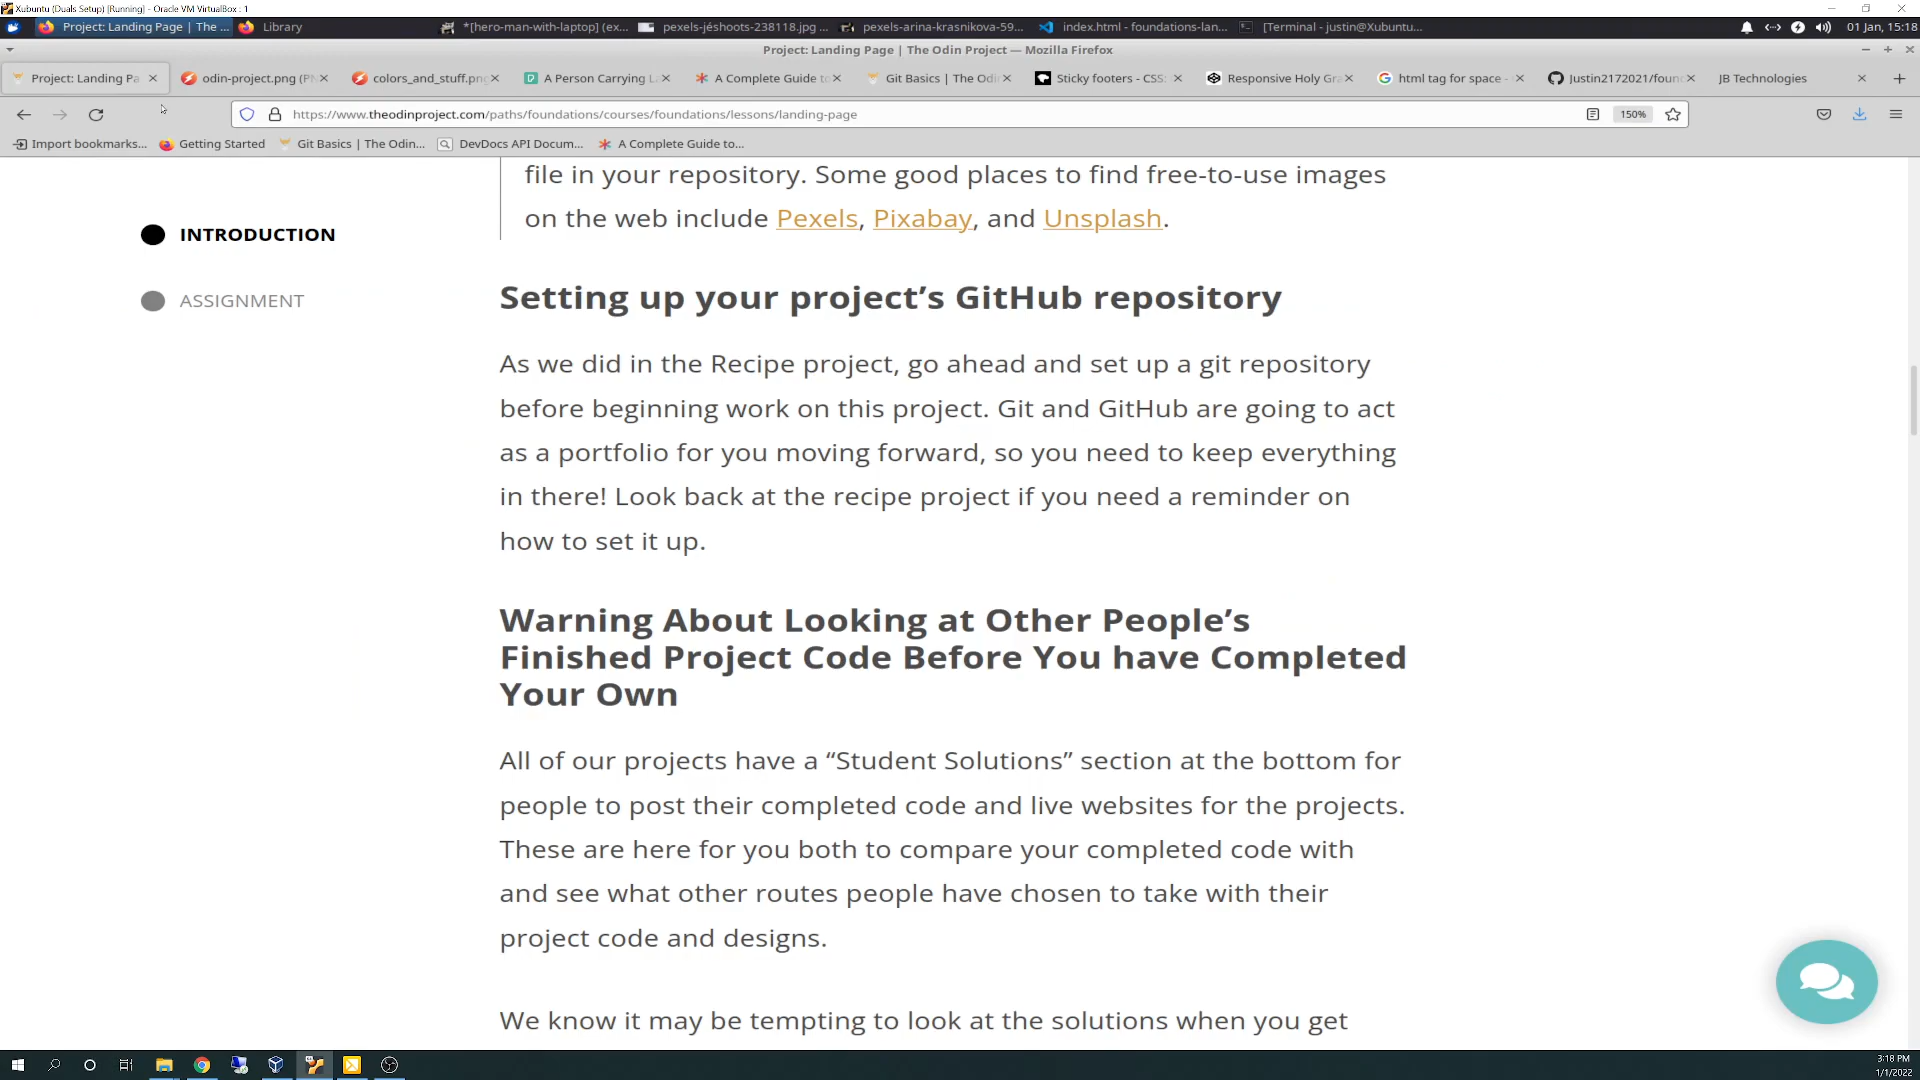 Xubuntu (Duals Setup) [Running] - Oracle VM VirtualBox : 1
Project: Landing Page | The ...
Library
*[hero-man-with-laptop] (ex...
pexels-jéshoots-238118.jpg ...
pexels-arina-krasnikova-59...
index.html - foundations-lan...
[Terminal - justin@Xubuntu...
01 Jan, 15:18
Project: Landing Page | The Odin Project — Mozilla Firefox
Project: Landing Pa
odin-project.png (PN
colors_and_stuff.pn
A Person Carrying L
A Complete Guide to
Git Basics | The Odi
Sticky footers - CSS:
Responsive Holy Gra
html tag for space -
Justin2172021/foun
JB Technologies
https://www.theodinproject.com/paths/foundations/courses/foundations/lessons/landing-page
150%
Import bookmarks...
Getting Started
Git Basics | The Odin...
DevDocs API Docum...
A Complete Guide to...
file in your repository. Some good places to find free-to-use images
on the web include Pexels, Pixabay, and Unsplash.
INTRODUCTION
ASSIGNMENT
Setting up your project’s GitHub repository
As we did in the Recipe project, go ahead and set up a git repository
before beginning work on this project. Git and GitHub are going to act
as a portfolio for you moving forward, so you need to keep everything
in there! Look back at the recipe project if you need a reminder on
how to set it up.
Warning About Looking at Other People’s
Finished Project Code Before You have Completed
Your Own
All of our projects have a “Student Solutions” section at the bottom for
people to post their completed code and live websites for the projects.
These are here for you both to compare your completed code with
and see what other routes people have chosen to take with their
project code and designs.
We know it may be tempting to look at the solutions when you get
3:18 PM
1/1/2022